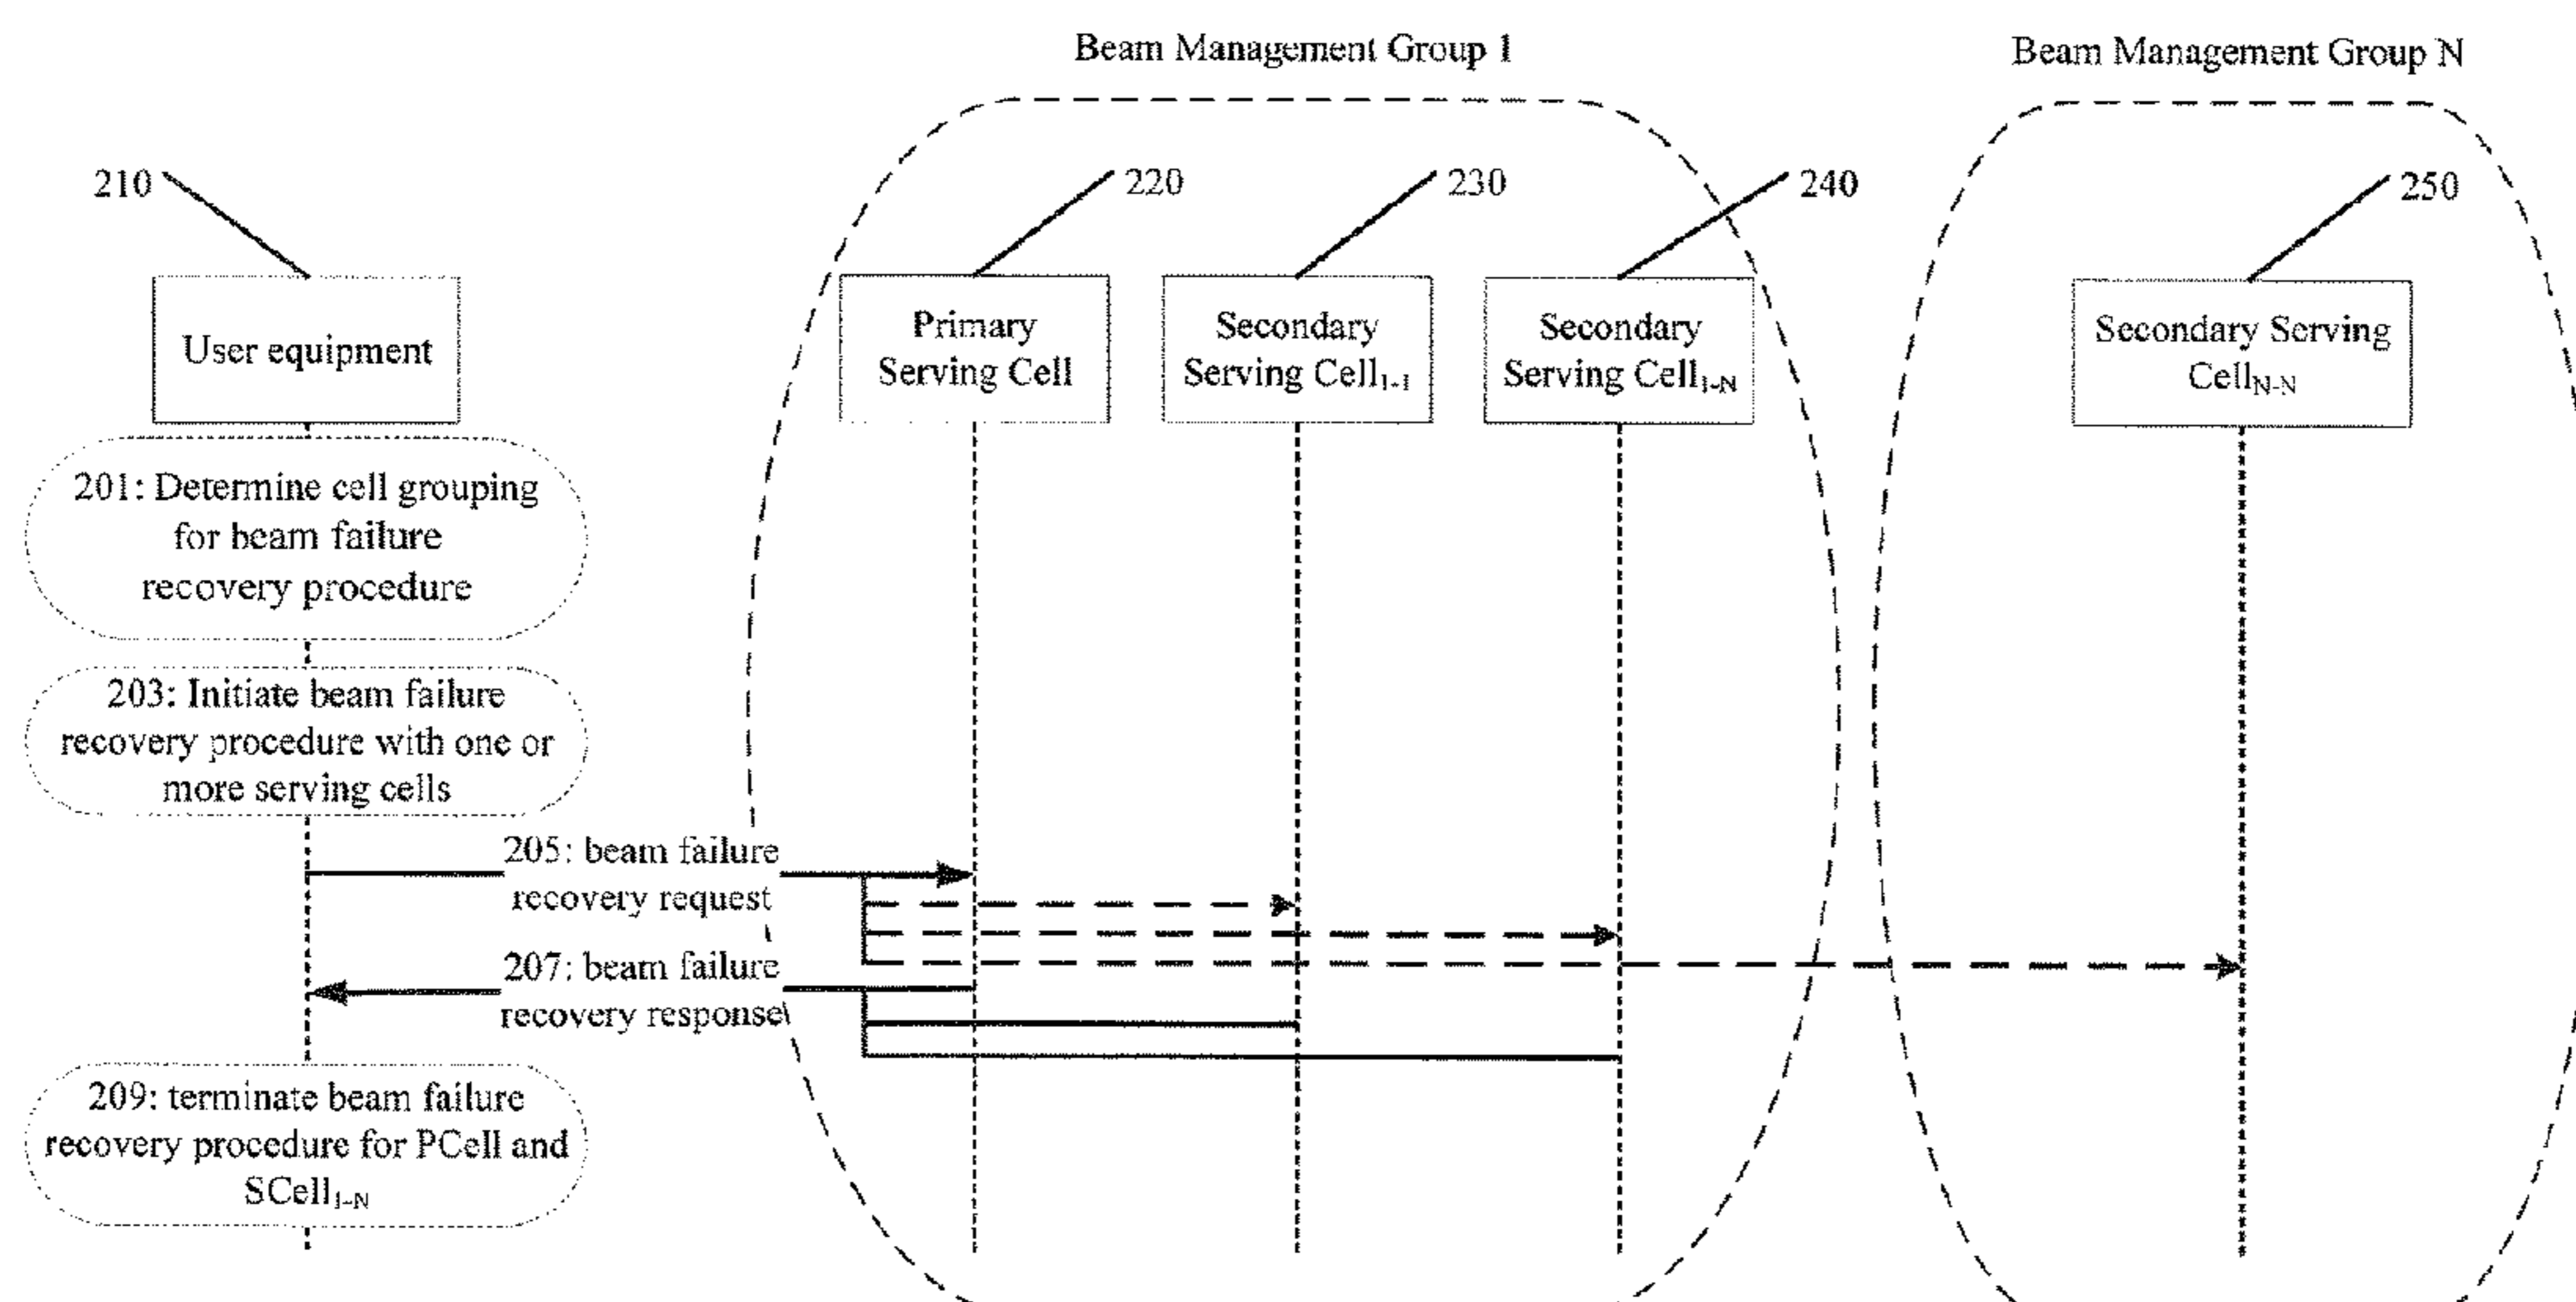 Beam Management Group 1
Beam Management Group N
210
220
230
240
250
User equipment
Primary
Serving Cell
Secondary
Serving Cell1-1
Secondary
Serving Cell1-N
Secondary Serving
CellN-N
201: Determine cell grouping
for beam failure
recovery procedure
203: Initiate beam failure
recovery procedure with one or
more serving cells
205: beam failure
recovery request
207: beam failure
recovery response
209: terminate beam failure
recovery procedure for PCell and
SCell1-N